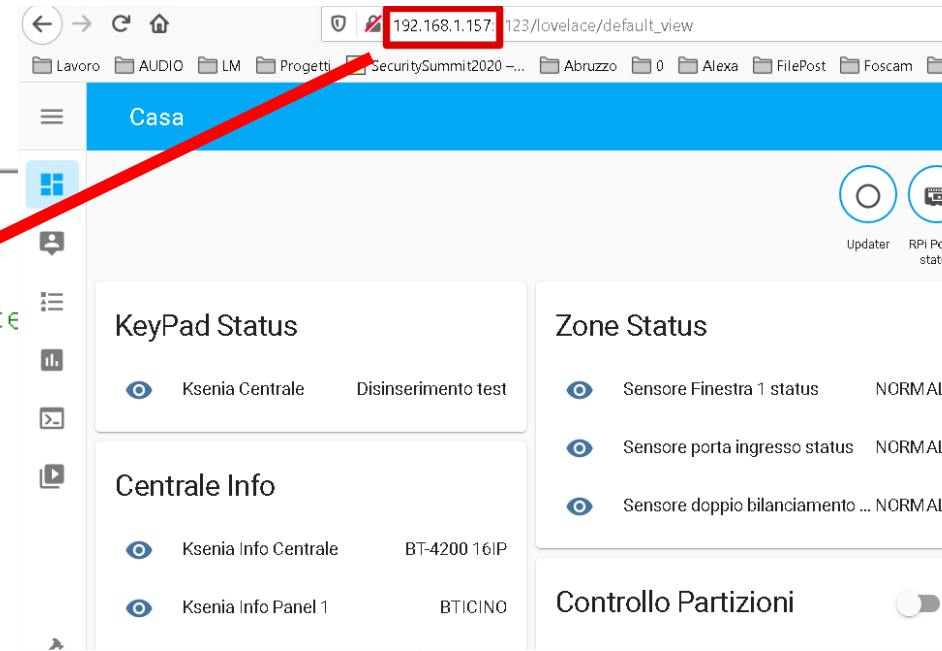 192.168.1.157: 123/lovelace/default_view
Lavoro AUDIO LM Progetti SecuritySummit2020 –... Abruzzo 0 Alexa FilePost Foscam
Casa
Updater
RPi
KeyPad Status
Ksenia Centrale Disinserimento test
Zone Status
Sensore Finestra 1 status NORMAL
Sensore porta ingresso status NORMAL
Sensore doppio bilanciamento ... NORMAL
Centrale Info
Ksenia Info Centrale BT-4200 16IP
Ksenia Info Panel 1 BTICINO
Controllo Partizioni